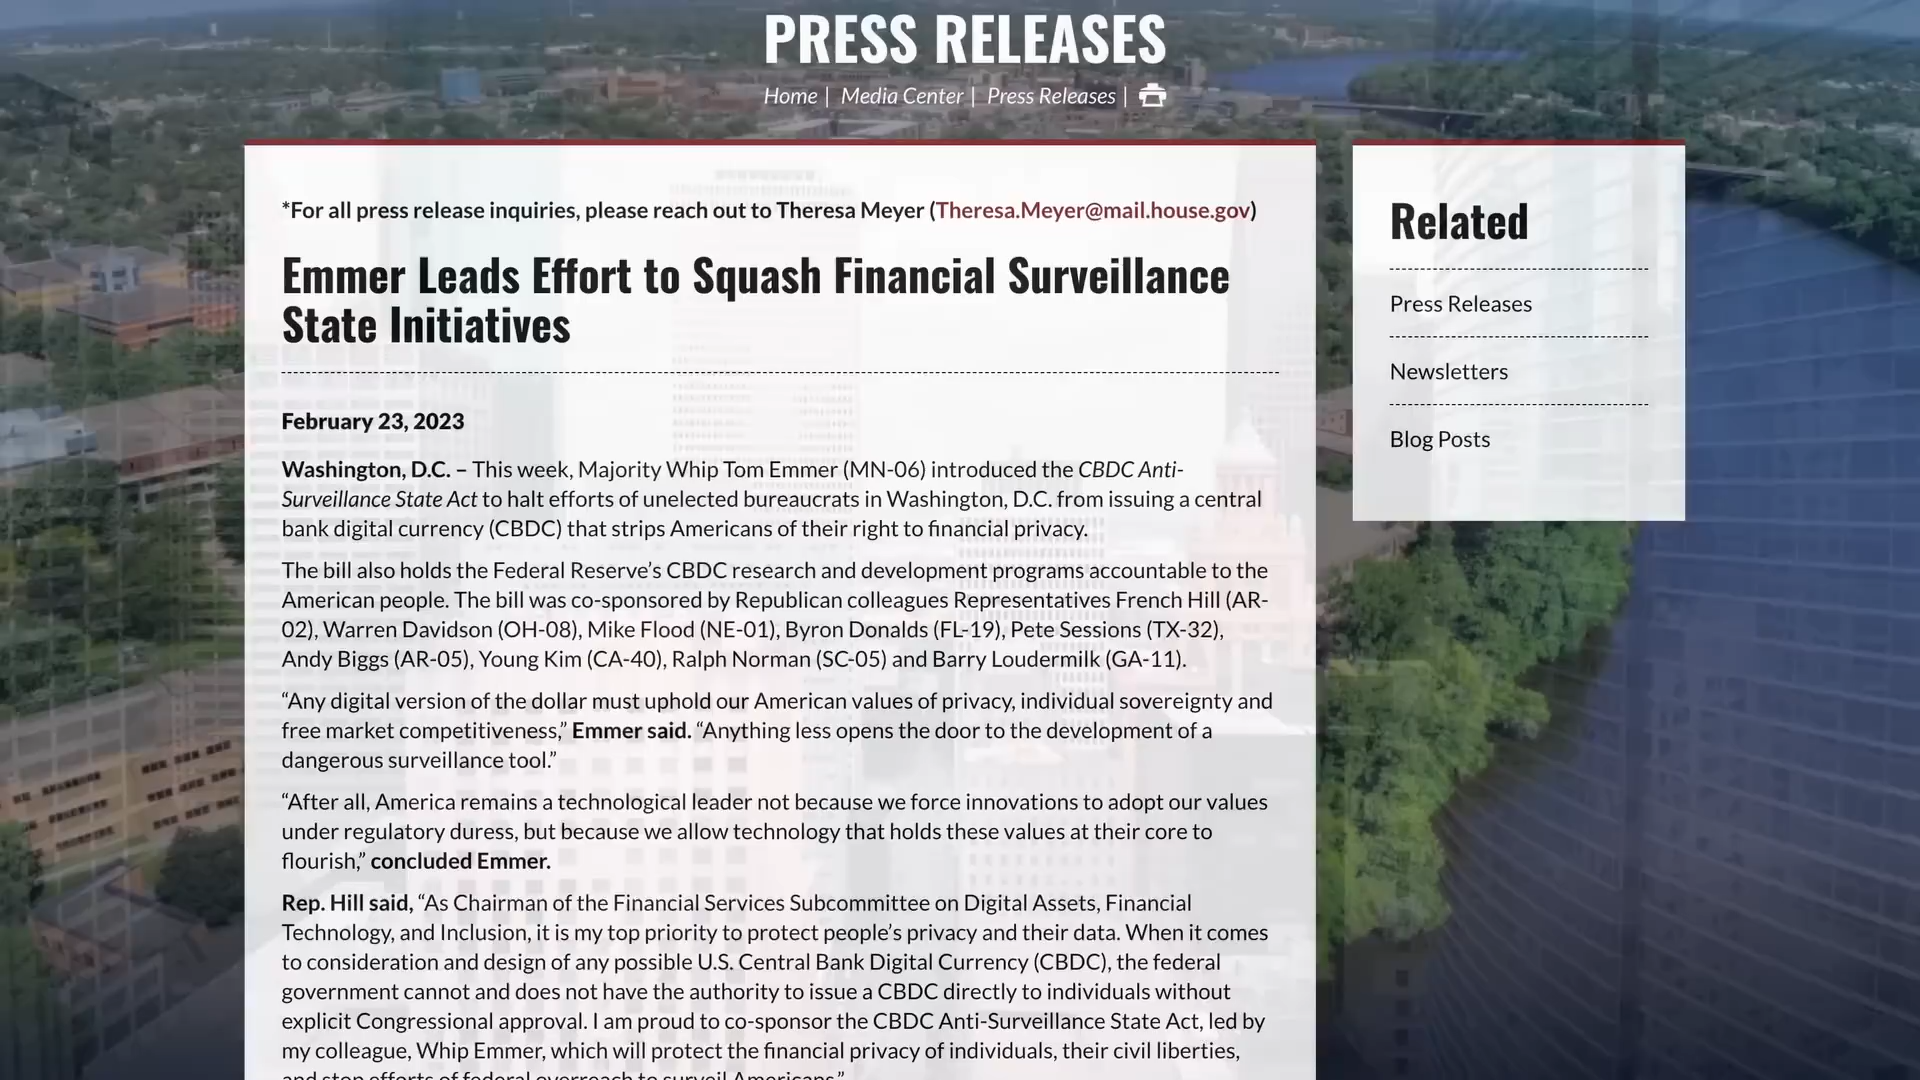 PRESS RELEASES
Home | Media Center | Press Releases |
*For all press release inquiries, please reach out to Theresa Meyer (Theresa.Meyer@mail.house.gov)
Emmer Leads Effort to Squash Financial Surveillance
State Initiatives
February 23, 2023
Washington, D.C. – This week, Majority Whip Tom Emmer (MN-06) introduced the CBDC Anti-
Surveillance State Act to halt efforts of unelected bureaucrats in Washington, D.C. from issuing a central
bank digital currency (CBDC) that strips Americans of their right to financial privacy.
The bill also holds the Federal Reserve’s CBDC research and development programs accountable to the
American people. The bill was co-sponsored by Republican colleagues Representatives French Hill (AR-
02), Warren Davidson (OH-08), Mike Flood (NE-01), Byron Donalds (FL-19), Pete Sessions (TX-32),
Andy Biggs (AR-05), Young Kim (CA-40), Ralph Norman (SC-05) and Barry Loudermilk (GA-11).
“Any digital version of the dollar must uphold our American values of privacy, individual sovereignty and
free market competitiveness,” Emmer said. “Anything less opens the door to the development of a
dangerous surveillance tool.”
“After all, America remains a technological leader not because we force innovations to adopt our values
under regulatory duress, but because we allow technology that holds these values at their core to
flourish,” concluded Emmer.
Rep. Hill said, “As Chairman of the Financial Services Subcommittee on Digital Assets, Financial
Technology, and Inclusion, it is my top priority to protect people’s privacy and their data. When it comes
to consideration and design of any possible U.S. Central Bank Digital Currency (CBDC), the federal
government cannot and does not have the authority to issue a CBDC directly to individuals without
explicit Congressional approval. I am proud to co-sponsor the CBDC Anti-Surveillance State Act, led by
my colleague, Whip Emmer, which will protect the financial privacy of individuals, their civil liberties,
and stop efforts of federal overreach to surveil Americans.”
Related
Press Releases
Newsletters
Blog Posts